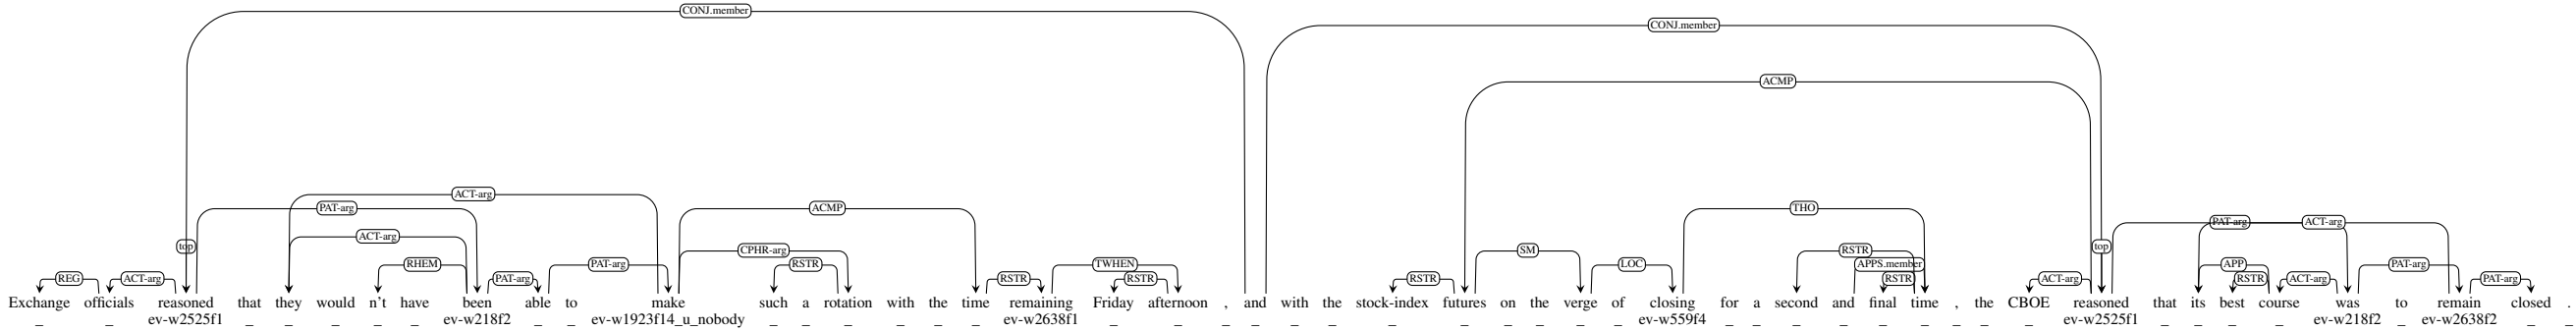 CONJ.member
CONJ.member
ACMP
ACT-arg
PAT-arg ACMP THO
PAT-arg ACT-arg
ACT-arg
top CPHR-arg SM RSTR top
RHEM PAT-arg RSTR TWHEN LOC APPS.member APP PAT-arg
REG ACT-arg PAT-arg RSTR RSTR RSTR RSTR ACT-arg RSTR ACT-arg PAT-arg
Exchange officials reasoned that they would n't have been able to make such a rotation with the time remaining Friday afternoon , and with the stock-index futures on the verge of closing for a second and final time , the CBOE reasoned that its best course was to remain closed .
_ _ ev-w2525f1 _ _ _ _ _ ev-w218f2 _ _ ev-w1923f14_u_nobody _ _ _ _ _ _ ev-w2638f1 _ _ _ _ _ _ _ _ _ _ _ _ ev-w559f4 _ _ _ _ _ _ _ _ _ ev-w2525f1 _ _ _ _ ev-w218f2 _ ev-w2638f2 _ _